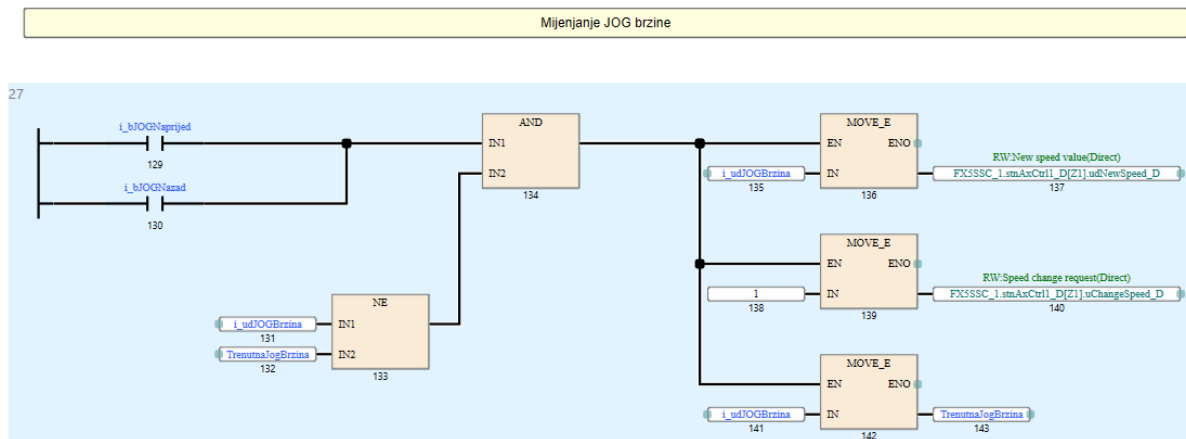 Mijenjanje JOG brzine
27
i_bJOGNaprijed
129
i_bJOGNazad
130
AND
IN1
IN2
134
NE
i_udJOGBrzina
IN1
131
TrenutnaJogBrzina
IN2
132
133
MOVE_E
EN
ENO
RW:New speed value(Direct)
i_udJOGBrzina
IN
FX5SSC_1.stnAxCtrl1_D[Z1].udNewSpeed_D
135
136
137
MOVE_E
EN
ENO
RW:Speed change request(Direct)
1
IN
FX5SSC_1.stnAxCtrl1_D[Z1].uChangeSpeed_D
138
139
140
MOVE_E
EN
ENO
i_udJOGBrzina
IN
TrenutnaJogBrzina
141
142
143